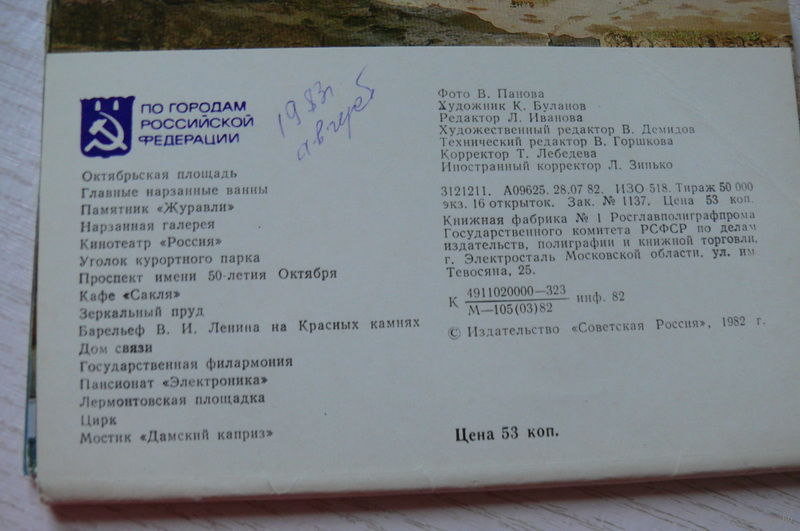 ПО ГОРОДАМ
РОССИЙСКОЙ
ФЕДЕРАЦИИ
1983г.
Октябрьская площадь
Главные нарзанные ванны
Памятник «Журавли»
Нарзанная галерея
Кинотеатр «Россия»
Уголок курортного парка
Проспект имени 50-летия Октября
Кафе «Сакля»
Зеркальный пруд
Барельеф В. И. Ленина на Красных камнях
Дом связи
Государственная филармония
Пансионат «Электроника»
Лермонтовская площадка
Цирк
Мостик «Дамский каприз»
Фото В. Панова
Художник К. Буланов
Редактор Л. Иванова
Художественный редактор В. Демидов
Технический редактор В. Горшкова
Корректор Т. Лебедева
Иностранный корректор Л. Зинько
3121211. А09625. 28.07 82. ИЗО-518. Тираж 50 000
экз. 16 открыток. Зак. № 1137. Цена 53 коп.
Книжная фабрика № 1 Росглавполиграфпрома
Государственного комитета РСФСР по делам
издательств, полиграфии и книжной торговли,
г. Электросталь Московской области, ул. им.
Тевосяна, 25.
К 4911020000—323
М—105(03)82 инф. 82
© Издательство «Советская Россия», 1982 г.
Цена 53 коп.